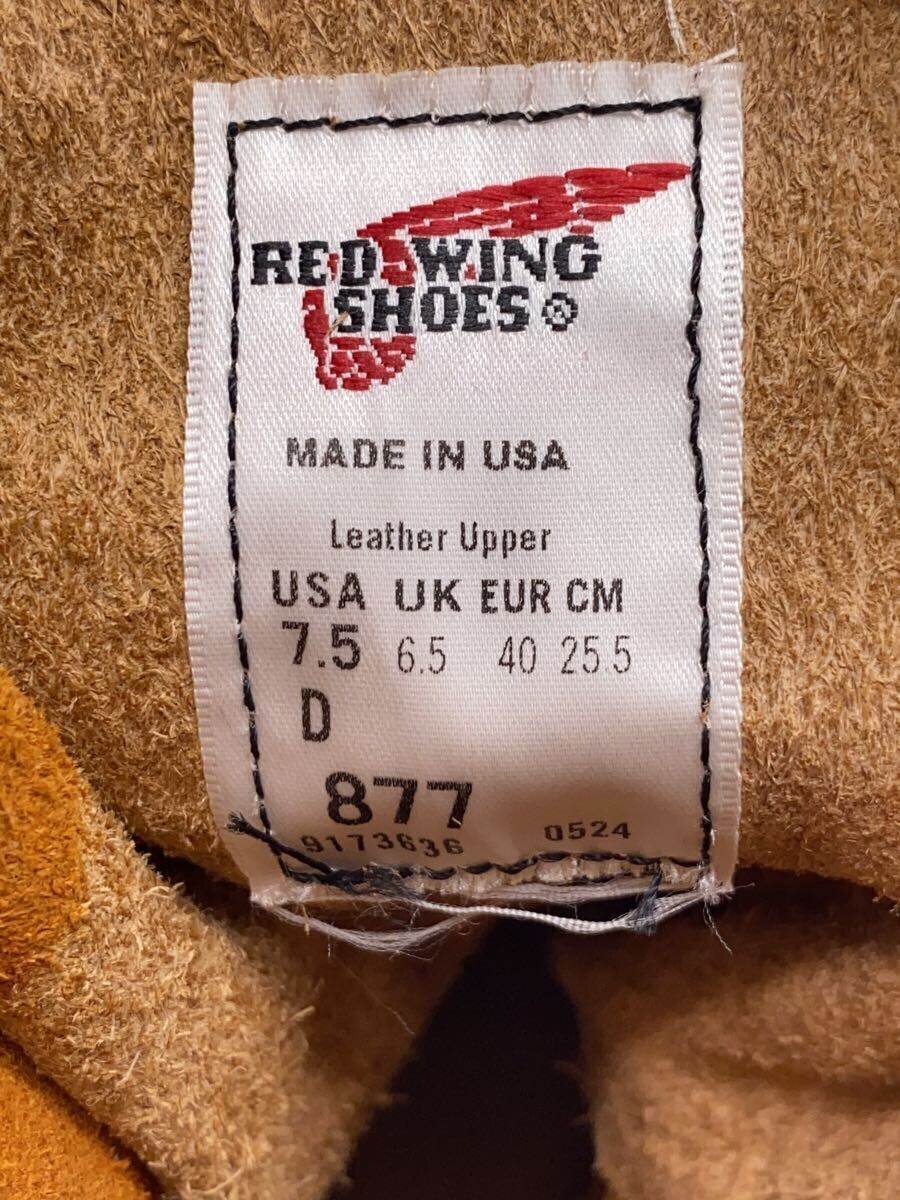 RED WING
SHOES®
MADE IN USA
Leather Upper
USA UK EUR CM
7.5 6.5 40 25.5
D
877
9173636 0524